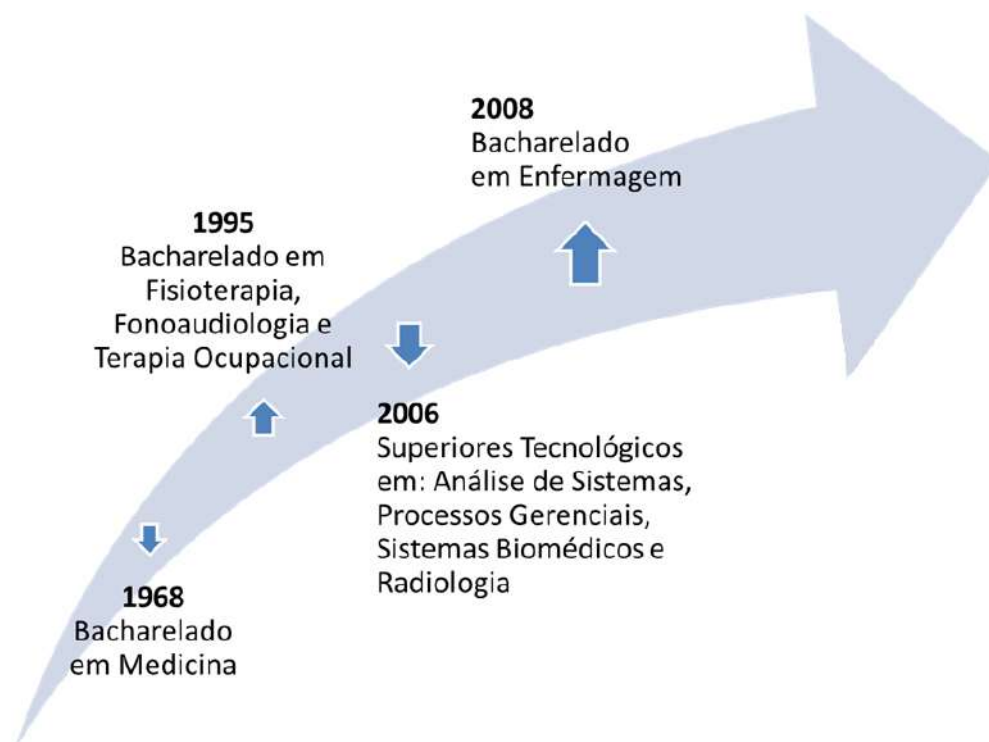 2008
Bacharelado
em Enfermagem
1995
Bacharelado em
Fisioterapia,
Fonoaudiologia e
Terapia Ocupacional
2006
Superiores Tecnológicos
em: Análise de Sistemas,
Processos Gerenciais,
Sistemas Biomédicos e
Radiologia
1968
Bacharelado
em Medicina